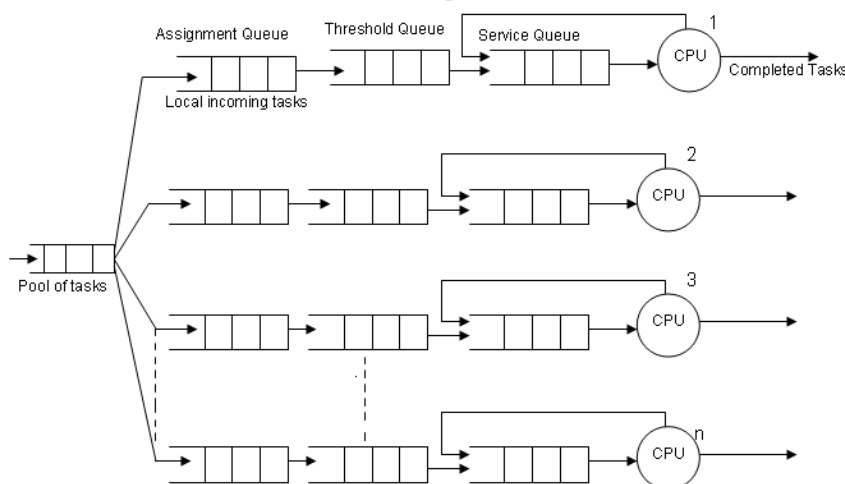 1
Assignment Queue
Threshold Queue
Service Queue
CPU
Completed Tasks
Local incoming tasks
2
CPU
Pool of tasks
3
CPU
n
CPU